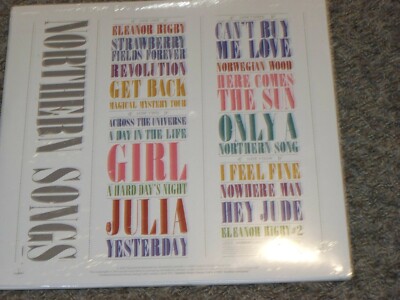 NORTHERN SONGS
ELEANOR RIGBY
STRAWBERRY
FIELDS FOREVER
REVOLUTION
GET BACK
MAGICAL MYSTERY TOUR
ACROSS THE UNIVERSE
A DAY IN THE LIFE
GIRL
A HARD DAY'S NIGHT
JULIA
YESTERDAY
CAN'T BUY
ME LOVE
NORWEGIAN WOOD
HERE COMES
THE SUN
ONLY A
NORTHERN SONG
I FEEL FINE
NOWHERE MAN
HEY JUDE
ELEANOR RIGBY #2